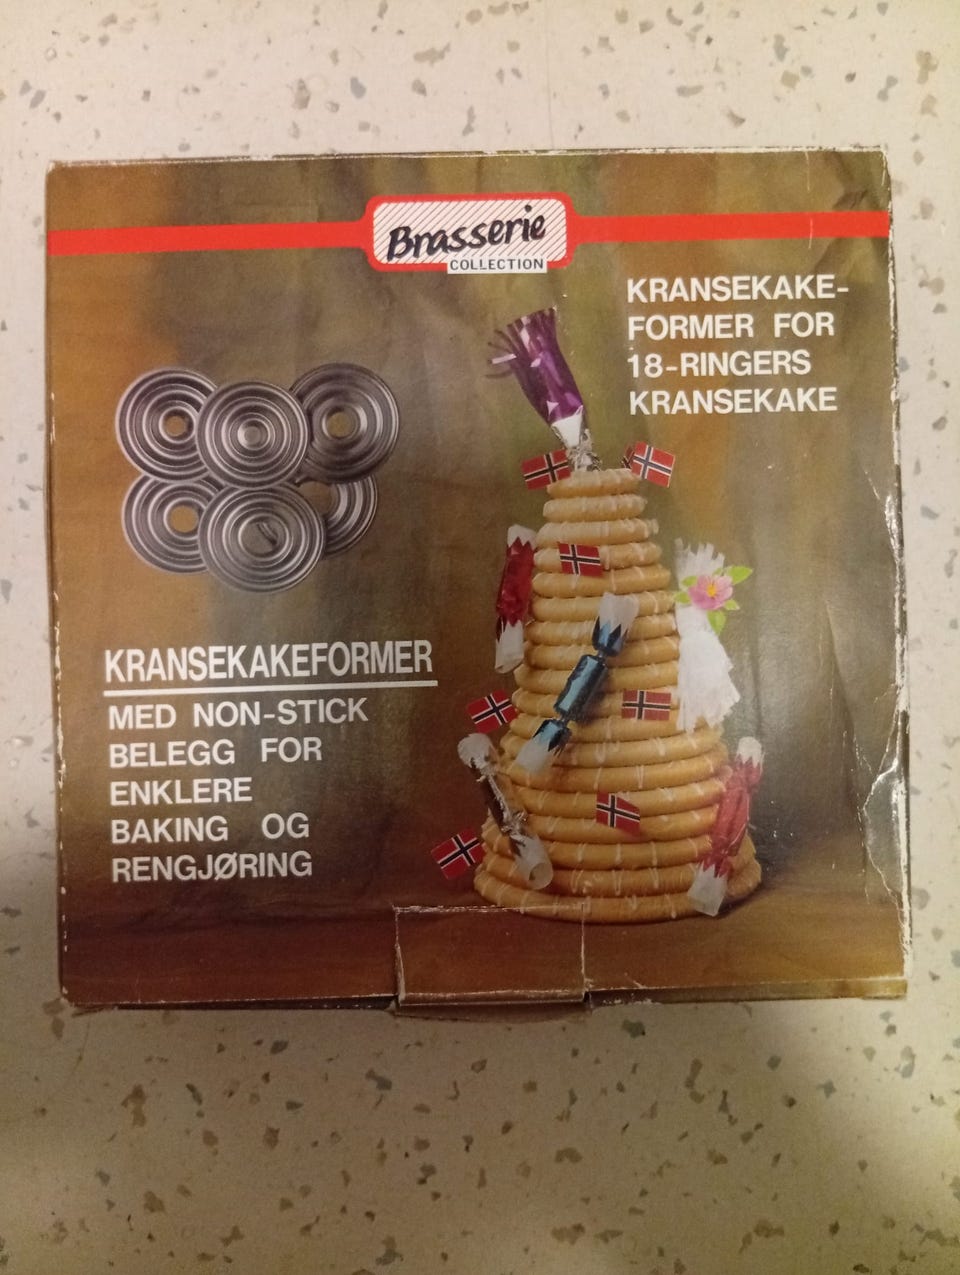 Brasserie
COLLECTION
KRANSEKAKE-
FORMER FOR
18-RINGERS
KRANSEKAKE
KRANSEKAKEFORMER
MED NON-STICK
BELEGG FOR
ENKLERE
BAKING OG
RENGJØRING